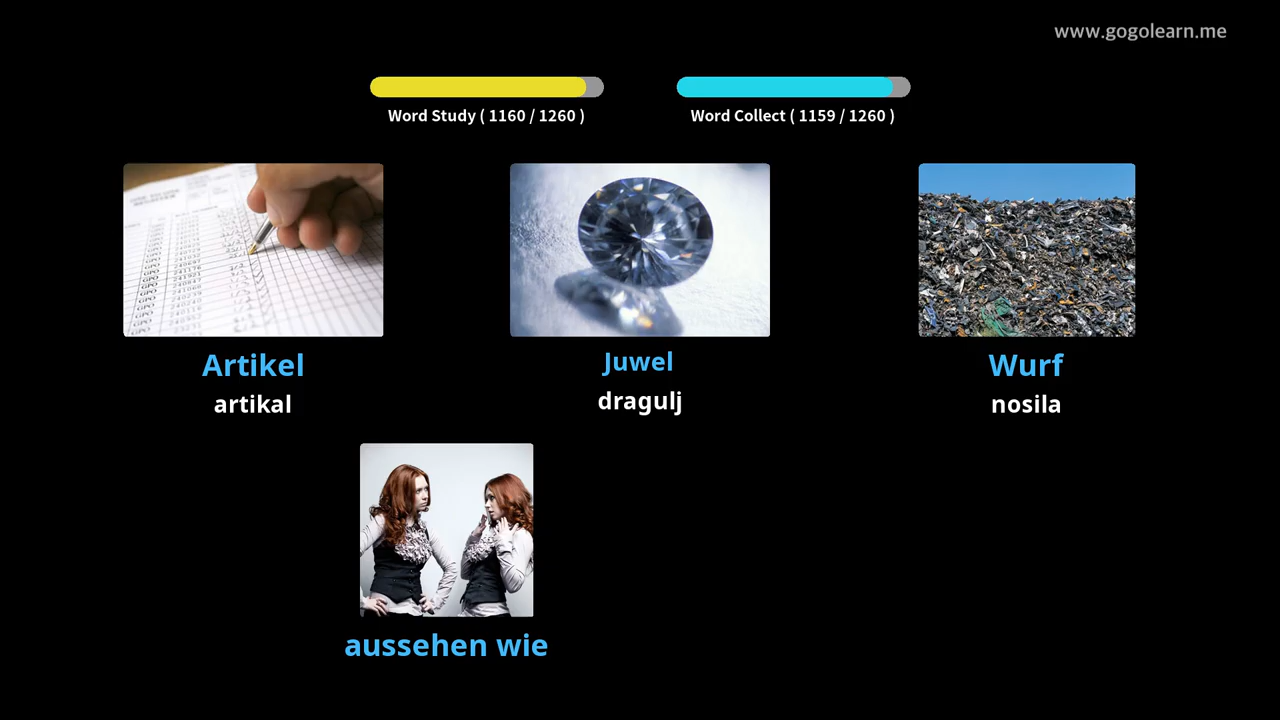 www.gogolearn.me
Word Study ( 1160 / 1260 )
Word Collect ( 1159 / 1260 )
Artikel
artikal
Juwel
dragulj
Wurf
nosila
aussehen wie